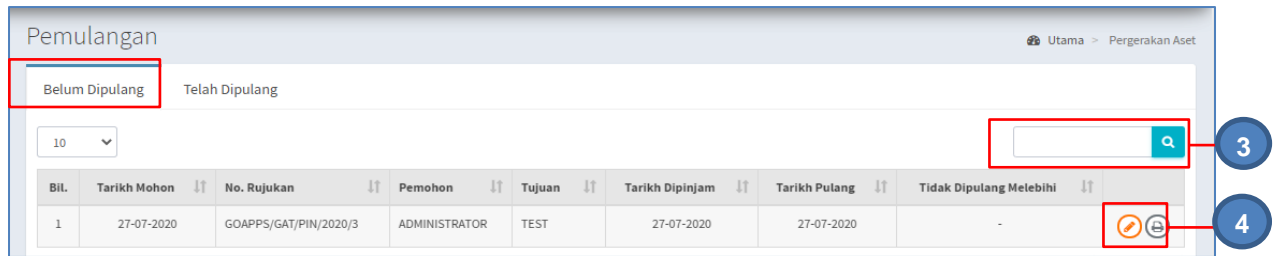 Pemulangan
Utama > Pergerakan Aset
Belum Dipulang Telah Dipulang
10
3
Bil. Tarikh Mohon No. Rujukan Pemohon Tujuan Tarikh Dipinjam Tarikh Pulang Tidak Dipulang Melebihi
1 27-07-2020 GOAPPS/GAT/PIN/2020/3 ADMINISTRATOR TEST 27-07-2020 27-07-2020 -
4